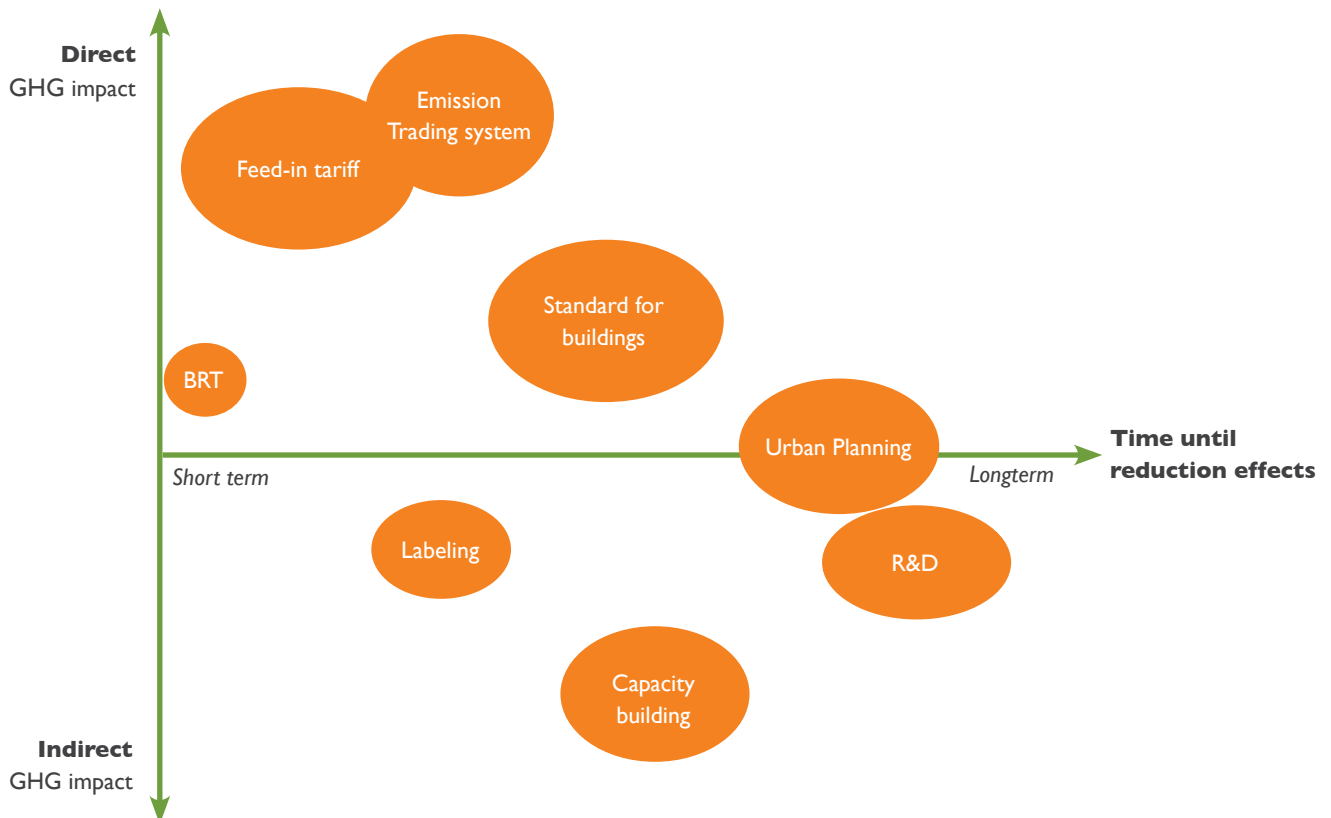 Direct
GHG impact
Emission
Trading system
Feed-in tariff
Standard for
buildings
BRT
Urban Planning
Time until
reduction effects
Short term
Longterm
Labeling
R&D
Capacity
building
Indirect
GHG impact